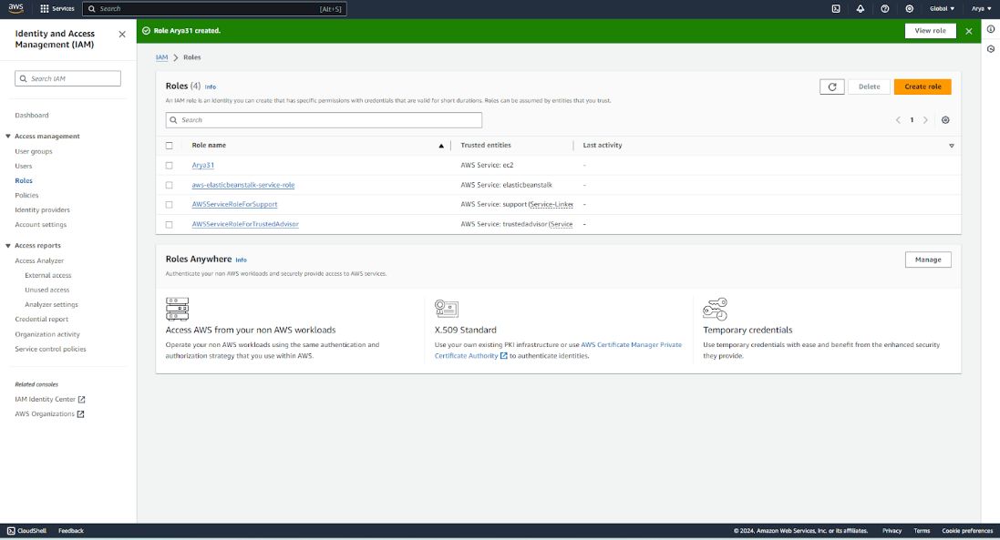 aws Services Search [Alt+S] Global Arya
Identity and Access Management (IAM)
Search IAM
Dashboard
Access management
User groups
Users
Roles
Policies
Identity providers
Account settings
Access reports
Access Analyzer
External access
Unused access
Analyzer settings
Credential report
Organization activity
Service control policies
Related consoles
IAM Identity Center
AWS Organizations
Role Arya31 created. View role
IAM > Roles
Roles (4) Info Delete Create role
An IAM role is an identity you can create that has specific permissions with credentials that are valid for short durations. Roles can be assumed by entities that you trust.
Search 1
Role name Trusted entities Last activity
Arya31 AWS Service: ec2 -
aws-elasticbeanstalk-service-role AWS Service: elasticbeanstalk -
AWSServiceRoleForSupport AWS Service: support (Service-Linked -
AWSServiceRoleForTrustedAdvisor AWS Service: trustedadvisor (Service -
Roles Anywhere Info Manage
Authenticate your non AWS workloads and securely provide access to AWS services.
Access AWS from your non AWS workloads
Operate your non AWS workloads using the same authentication and
authorization strategy that you use within AWS.
X.509 Standard
Use your own existing PKI infrastructure or use AWS Certificate Manager Private
Certificate Authority to authenticate identities.
Temporary credentials
Use temporary credentials with ease and benefit from the enhanced security
they provide.
CloudShell Feedback © 2024, Amazon Web Services, Inc. or its affiliates. Privacy Terms Cookie preferences